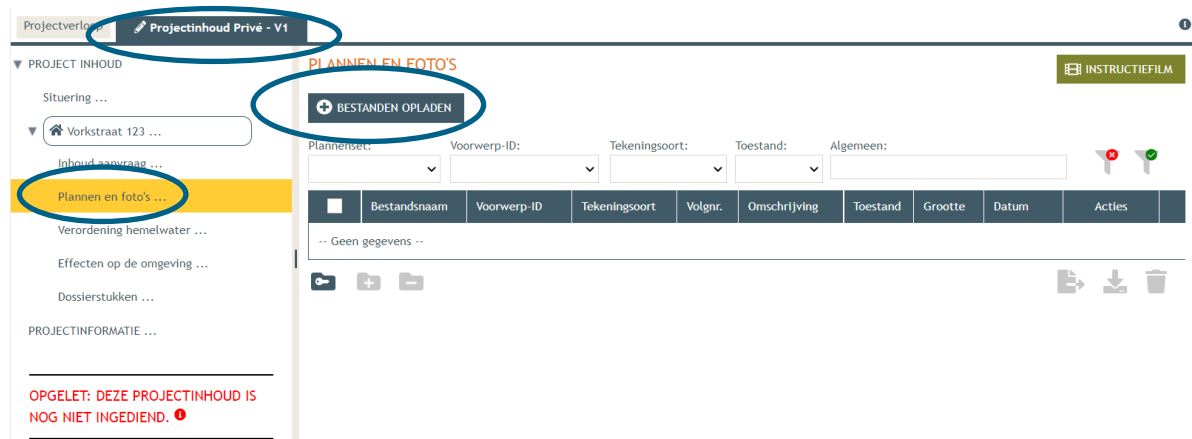 Projectverloop
Projectinhoud Privé - V1
PROJECT INHOUD
Situering ...
Vorkstraat 123 ...
Inhoud aanvraag ...
Plannen en foto's ...
Verordening hemelwater ...
Effecten op de omgeving ...
Dossierstukken ...
PROJECTINFORMATIE ...
OPGELET: DEZE PROJECTINHOUD IS
NOG NIET INGEDIEND.
PLANNEN EN FOTO'S
INSTRUCTIEFILM
BESTANDEN OPLADEN
Plannenset: Voorwerp-ID: Tekeningsoort: Toestand: Algemeen:
Bestandsnaam Voorwerp-ID Tekeningsoort Volgnr. Omschrijving Toestand Grootte Datum Acties
-- Geen gegevens --